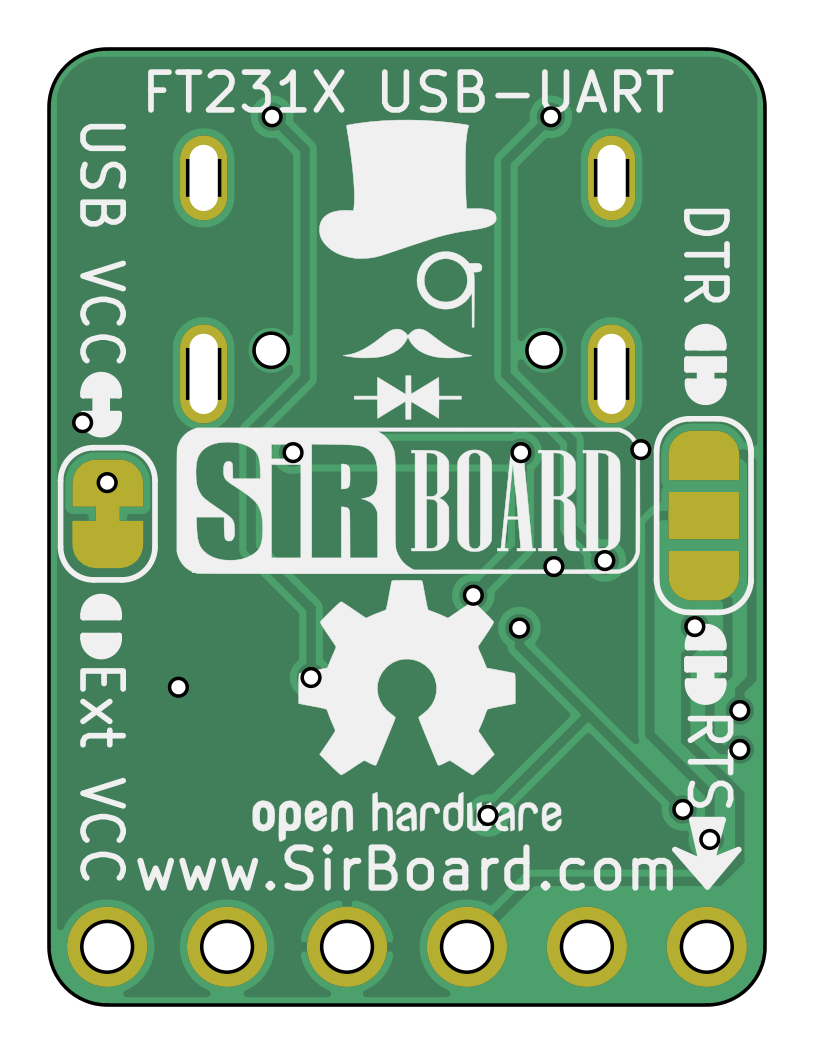 FT231X USB-UART
USB VCC
DTR
SiR BOARD
Ext VCC
RTS
open hardware
www.SirBoard.com